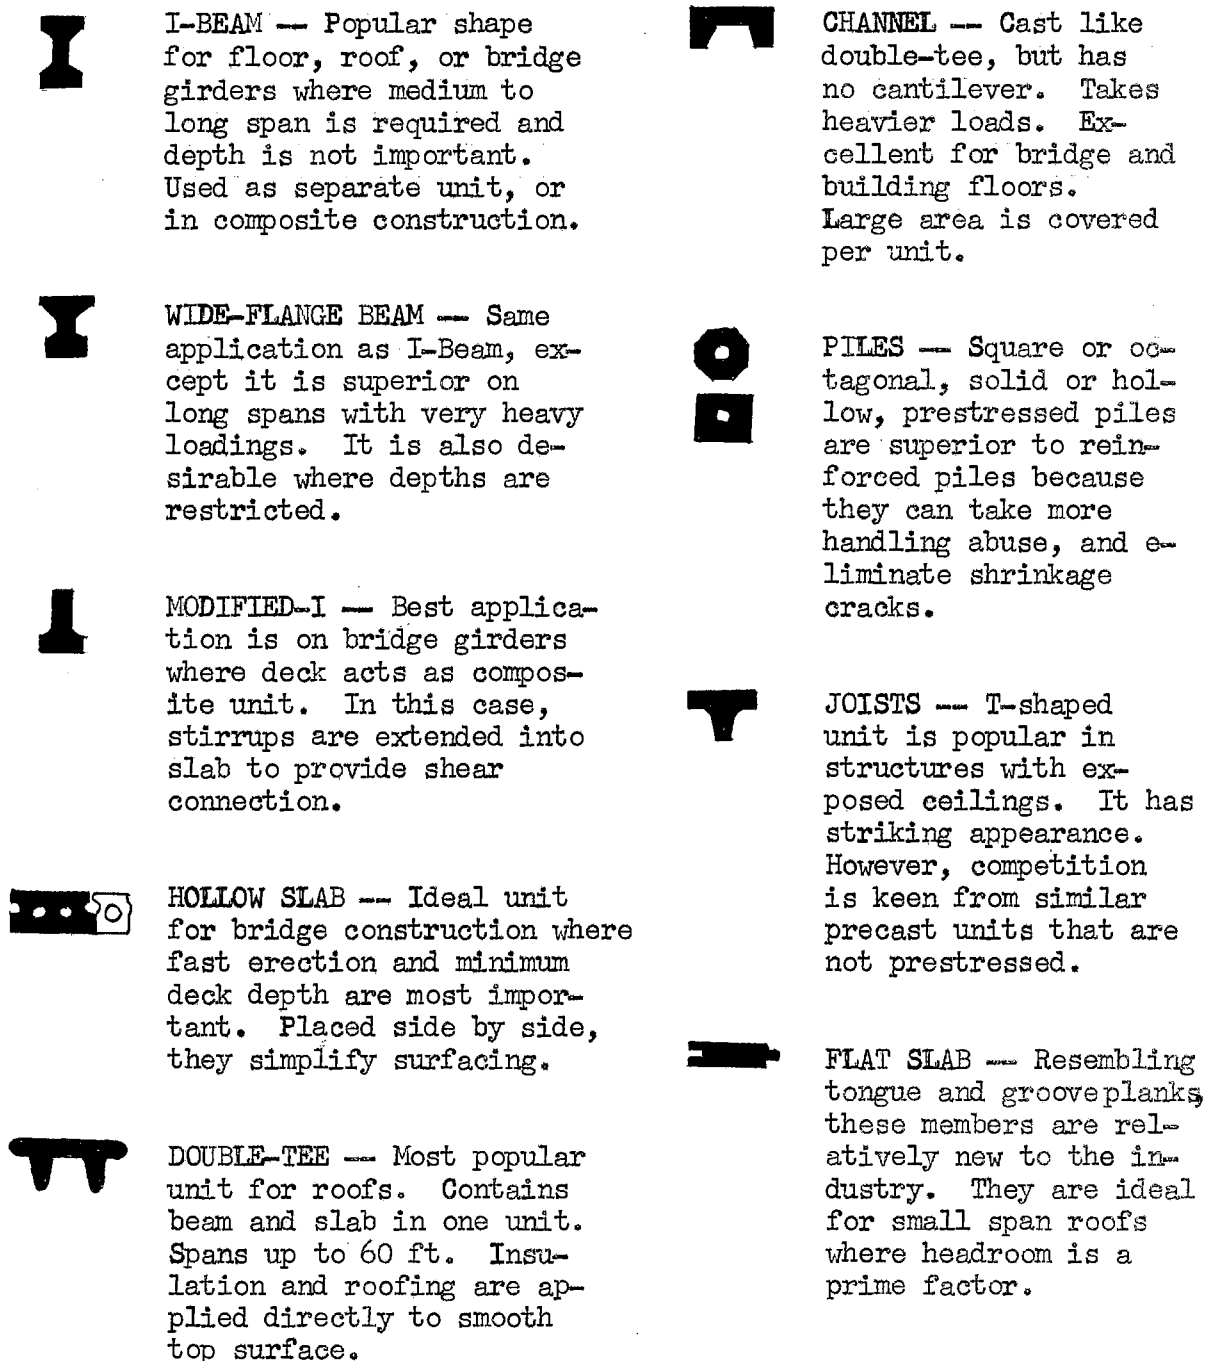 I-BEAM -- Popular shape
for floor, roof, or bridge
girders where medium to
long span is required and
depth is not important.
Used as separate unit, or
in composite construction.
WIDE-FLANGE BEAM -- Same
application as I-Beam, ex-
cept it is superior on
long spans with very heavy
loadings. It is also de-
sirable where depths are
restricted.
MODIFIED-I -- Best applica-
tion is on bridge girders
where deck acts as compos-
ite unit. In this case,
stirrups are extended into
slab to provide shear
connection.
HOLLOW SLAB -- Ideal unit
for bridge construction where
fast erection and minimum
deck depth are most impor-
tant. Placed side by side,
they simplify surfacing.
DOUBLE-TEE -- Most popular
unit for roofs. Contains
beam and slab in one unit.
Spans up to 60 ft. Insu-
lation and roofing are ap-
plied directly to smooth
top surface.
CHANNEL -- Cast like
double-tee, but has
no cantilever. Takes
heavier loads. Ex-
cellent for bridge and
building floors.
Large area is covered
per unit.
PILES -- Square or oc-
tagonal, solid or hol-
low, prestressed piles
are superior to rein-
forced piles because
they can take more
handling abuse, and e-
liminate shrinkage
cracks.
JOISTS -- T-shaped
unit is popular in
structures with ex-
posed ceilings. It has
striking appearance.
However, competition
is keen from similar
precast units that are
not prestressed.
FLAT SLAB -- Resembling
tongue and groove planks,
these members are rel-
atively new to the in-
dustry. They are ideal
for small span roofs
where headroom is a
prime factor.